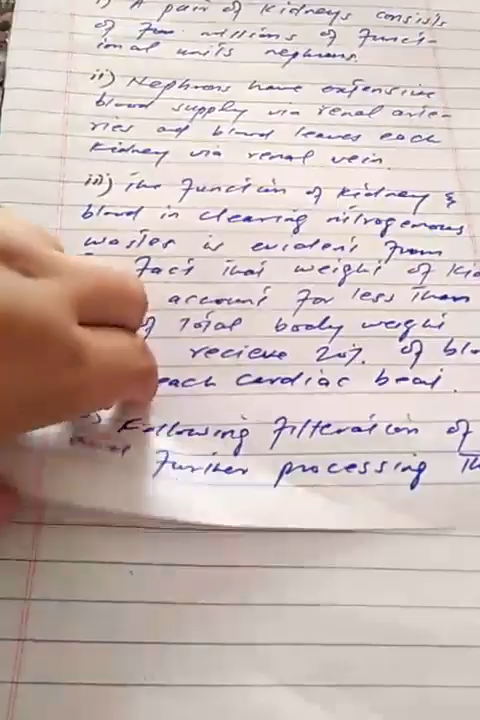 i) A pair of kidneys consists
of millions of funct-
ional units nephrons.
ii) Nephrons have extensive
blood supply via renal arte-
ries and blood leaves each
kidney via renal vein.
iii) The function of kidney &
blood in clearing nitrogenous
wastes is evident from
fact that weight of kid
account for less than
of total body weight
recieve 20% of blo
each cardiac beat.
Following filteration of
further processing th